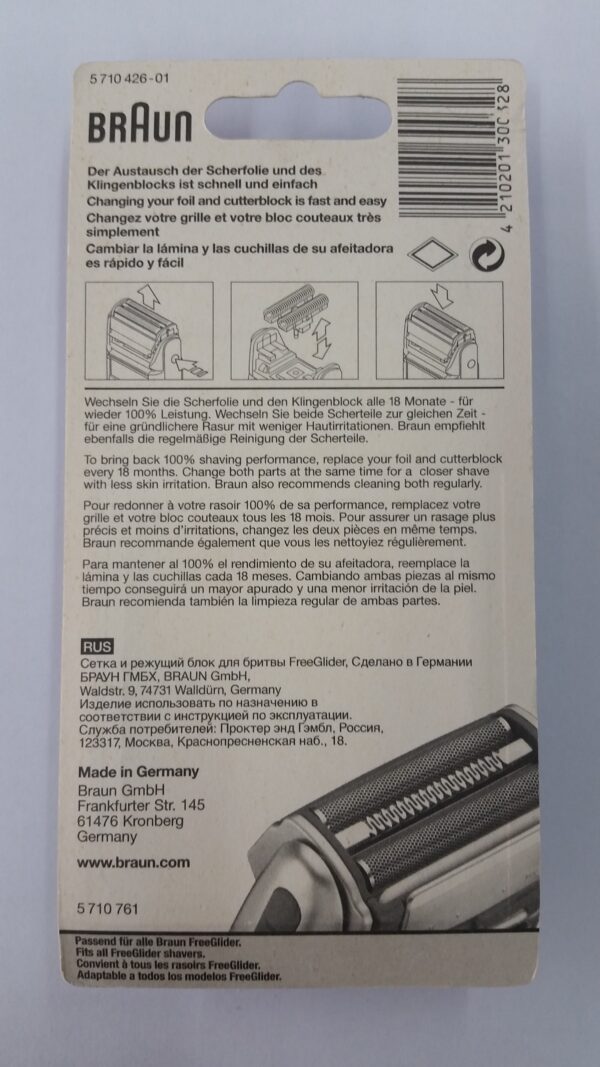 5 710 426-01
BRAUN
Der Austausch der Scherfolie und des
Klingenblocks ist schnell und einfach
Changing your foil and cutterblock is fast and easy
Changez votre grille et votre bloc couteaux très
simplement
Cambiar la lámina y las cuchillas de su afeitadora
es rápido y fácil
4 210201 300328
Wechseln Sie die Scherfolie und den Klingenblock alle 18 Monate - für
wieder 100% Leistung. Wechseln Sie beide Scherteile zur gleichen Zeit -
für eine gründlichere Rasur mit weniger Hautirritationen. Braun empfiehlt
ebenfalls die regelmäßige Reinigung der Scherteile.
To bring back 100% shaving performance, replace your foil and cutterblock
every 18 months. Change both parts at the same time for a closer shave
with less skin irritation. Braun also recommends cleaning both regularly.
Pour redonner à votre rasoir 100% de sa performance, remplacez votre
grille et votre bloc couteaux tous les 18 mois. Pour assurer un rasage plus
précis et moins d'irritations, changez les deux pièces en même temps.
Braun recommande également que vous les nettoyiez régulièrement.
Para mantener al 100% el rendimiento de su afeitadora, reemplace la
lámina y las cuchillas cada 18 meses. Cambiando ambas piezas al mismo
tiempo conseguirá un mayor apurado y una menor irritación de la piel.
Braun recomienda también la limpieza regular de ambas partes.
RUS
Сетка и режущий блок для бритвы FreeGlider, Сделано в Германии
БРАУН ГМБХ, BRAUN GmbH,
Waldstr. 9, 74731 Walldürn, Germany
Изделие использовать по назначению в
соответствии с инструкцией по эксплуатации.
Служба потребителей: Проктер энд Гэмбл, Россия,
123317, Москва, Краснопресненская наб., 18.
Made in Germany
Braun GmbH
Frankfurter Str. 145
61476 Kronberg
Germany
www.braun.com
5 710 761
Passend für alle Braun FreeGlider.
Fits all FreeGlider shavers.
Convient à tous les rasoirs FreeGlider.
Adaptable a todos los modelos FreeGlider.